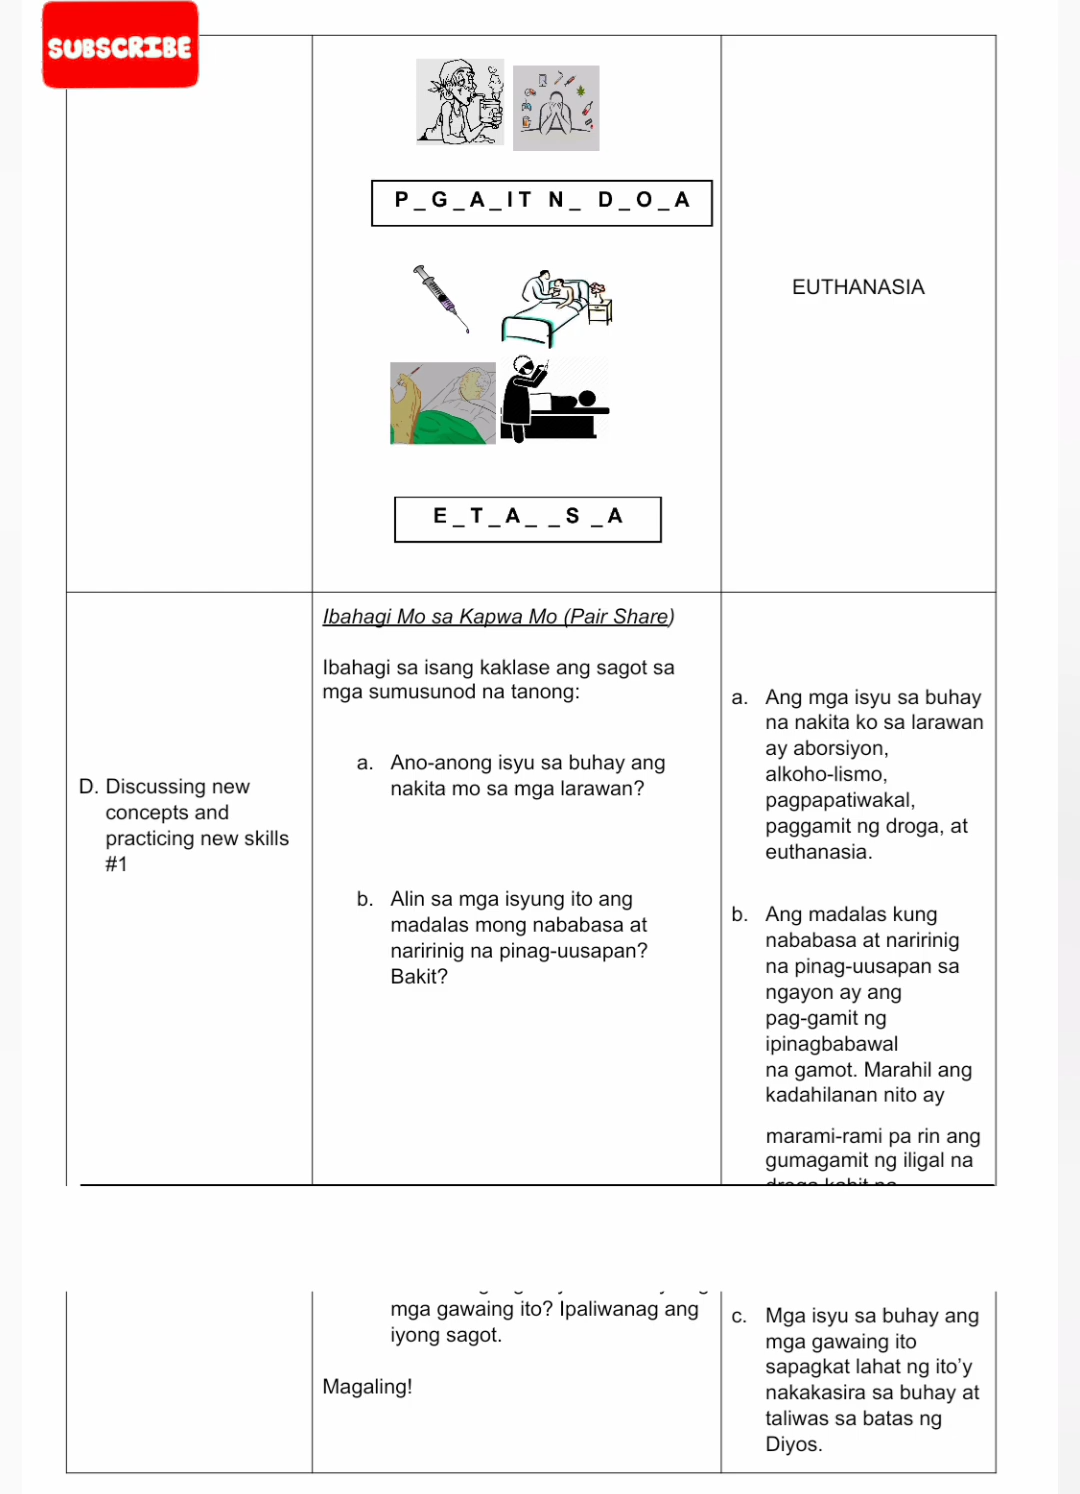 SUBSCRIBE
P _ G _ A _ I T N _ D _ O _ A
EUTHANASIA
E _ T _ A _ _ S _ A
Ibahagi Mo sa Kapwa Mo (Pair Share)
Ibahagi sa isang kaklase ang sagot sa
mga sumusunod na tanong:
a. Ano-anong isyu sa buhay ang
nakita mo sa mga larawan?
b. Alin sa mga isyung ito ang
madalas mong nababasa at
naririnig na pinag-uusapan?
Bakit?
D. Discussing new
concepts and
practicing new skills
#1
a. Ang mga isyu sa buhay
na nakita ko sa larawan
ay aborsiyon,
alkoho-lismo,
pagpapatiwakal,
paggamit ng droga, at
euthanasia.
b. Ang madalas kung
nababasa at naririnig
na pinag-uusapan sa
ngayon ay ang
pag-gamit ng
ipinagbabawal
na gamot. Marahil ang
kadahilanan nito ay
marami-rami pa rin ang
gumagamit ng iligal na
droga kahit na
mga gawaing ito? Ipaliwanag ang
iyong sagot.
Magaling!
c. Mga isyu sa buhay ang
mga gawaing ito
sapagkat lahat ng ito'y
nakakasira sa buhay at
taliwas sa batas ng
Diyos.